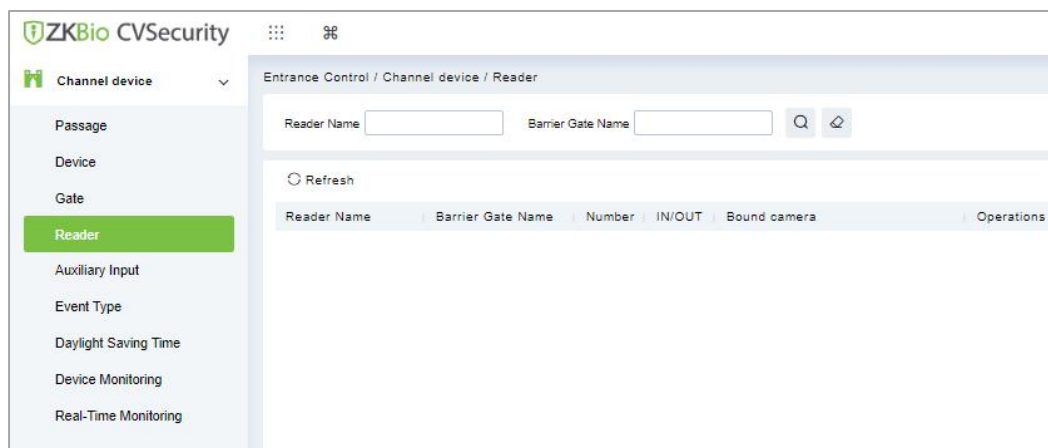 ZKBio CVSecurity
Channel device
Entrance Control / Channel device / Reader
Passage
Device
Gate
Reader
Auxiliary Input
Event Type
Daylight Saving Time
Device Monitoring
Real-Time Monitoring
Reader Name Barrier Gate Name
Refresh
Reader Name Barrier Gate Name Number IN/OUT Bound camera Operations